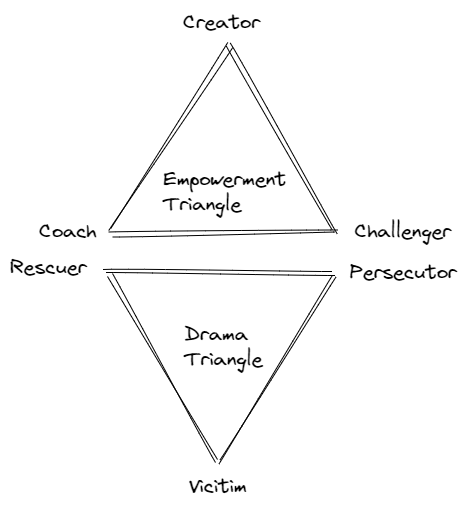 Creator
Empowerment
Triangle
Coach
Challenger
Rescuer
Persecutor
Drama
Triangle
Vicitim